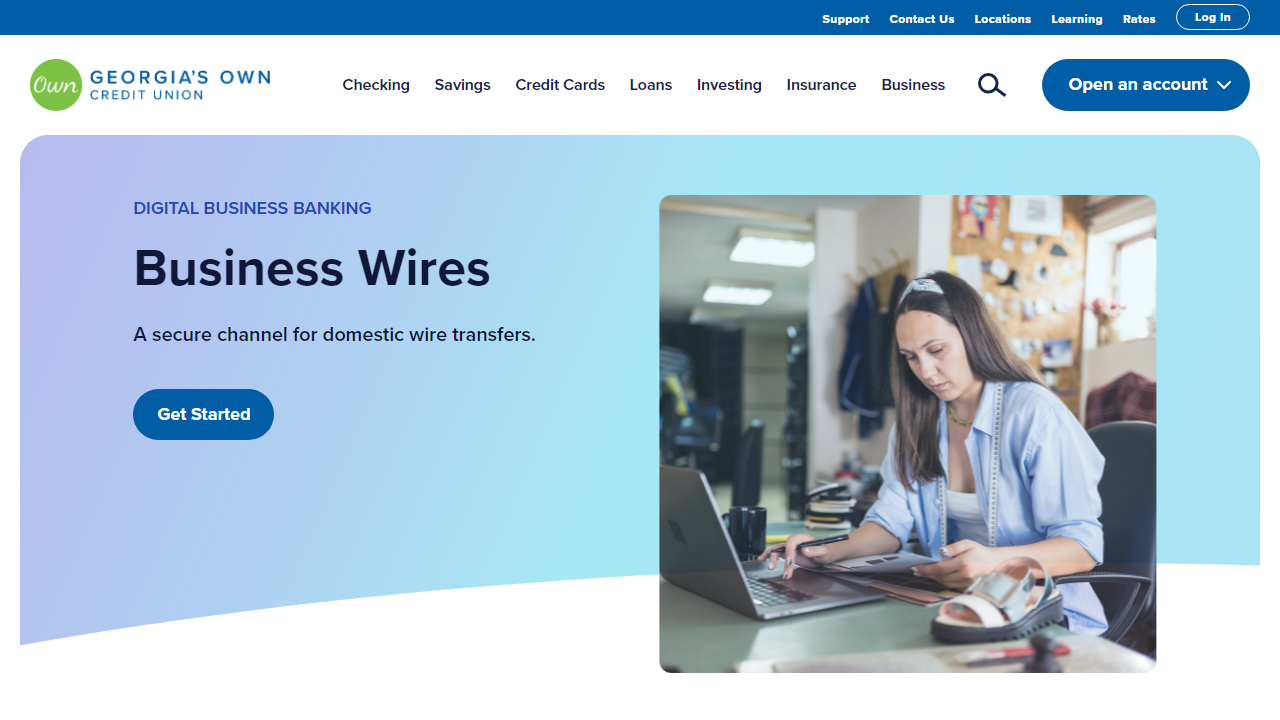 Support Contact Us Locations Learning Rates Log In
Own GEORGIA'S OWN
CREDIT UNION
Checking Savings Credit Cards Loans Investing Insurance Business Open an account
DIGITAL BUSINESS BANKING
Business Wires
A secure channel for domestic wire transfers.
Get Started